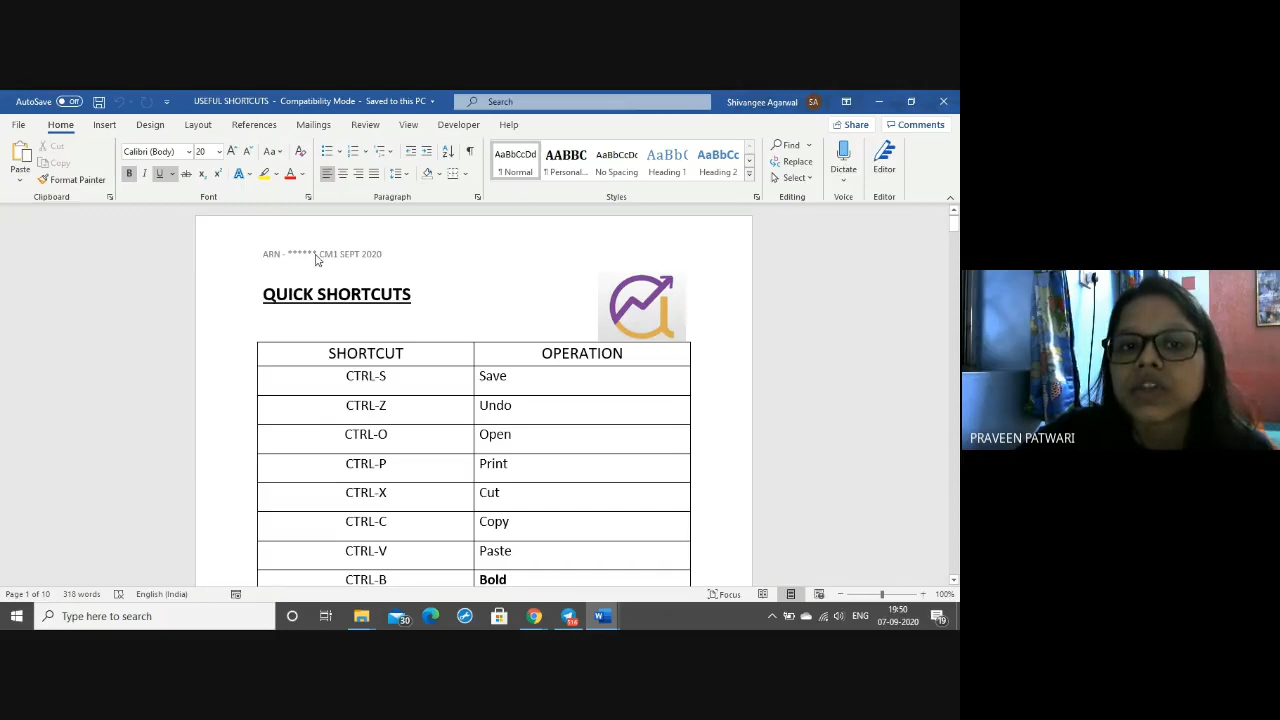 AutoSave Off USEFUL SHORTCUTS - Compatibility Mode - Saved to this PC Search Shivangee Agarwal SA
File Home Insert Design Layout References Mailings Review View Developer Help Share Comments
Paste Cut Copy Format Painter
Calibri (Body) 20
AaBbCcDd AABBC AaBbCcDc AaBb( AaBbCc
¶ Normal ¶ Personal... No Spacing Heading 1 Heading 2
Find Replace Select Dictate Editor
Clipboard Font Paragraph Styles Editing Voice Editor
ARN - ****** CM1 SEPT 2020
QUICK SHORTCUTS
SHORTCUT OPERATION
CTRL-S Save
CTRL-Z Undo
CTRL-O Open
CTRL-P Print
CTRL-X Cut
CTRL-C Copy
CTRL-V Paste
CTRL-B Bold
PRAVEEN PATWARI
Page 1 of 10 318 words English (India) Focus 100%
Type here to search 30 ENG 19:50 19
07-09-2020